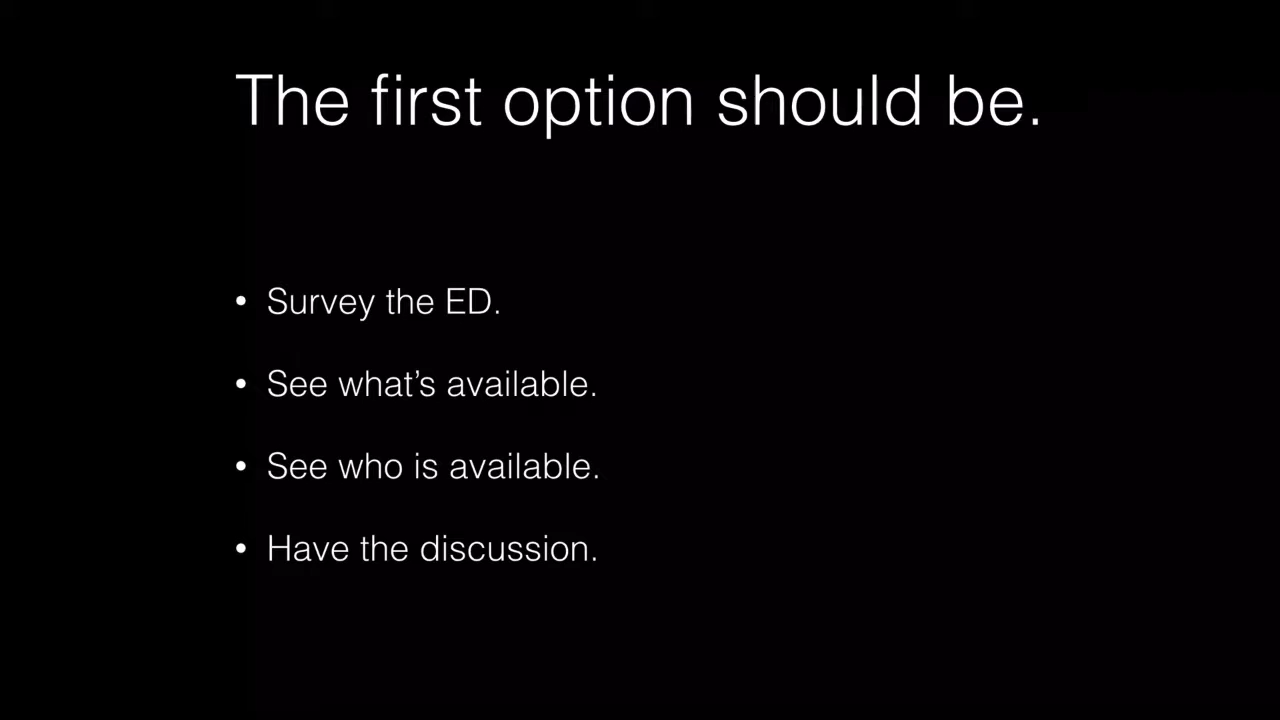 The first option should be.
• Survey the ED.
• See what’s available.
• See who is available.
• Have the discussion.